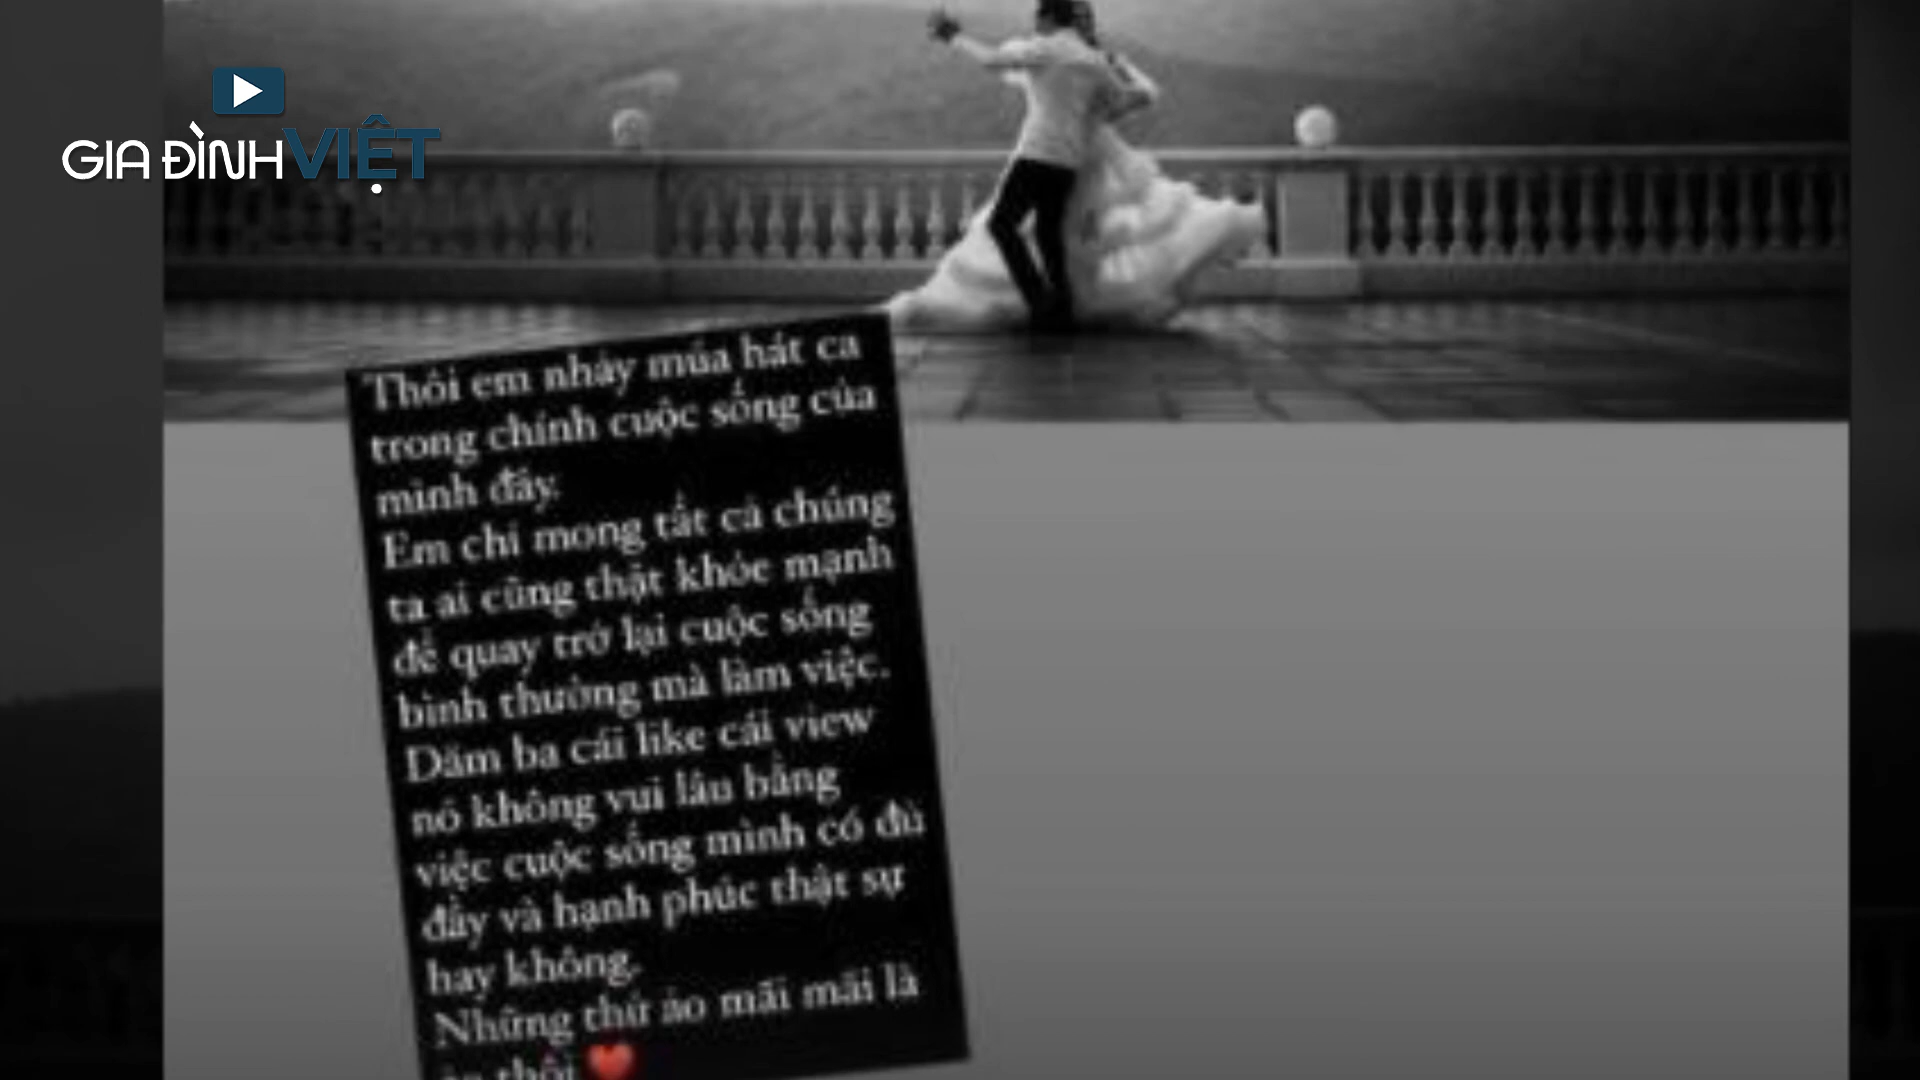 GIA ĐÌNH VIỆT
Thôi em nhảy múa hát ca
trong chính cuộc sống của
mình đây.
Em chỉ mong tất cả chúng
ta ai cũng thật khỏe mạnh
để quay trở lại cuộc sống
bình thường mà làm việc.
Dăm ba cái like cái view
nó không vui lâu bằng
việc cuộc sống mình có đủ
đầy và hạnh phúc thật sự
hay không.
Những thứ ảo mãi mãi là
ảo thôi ❤️